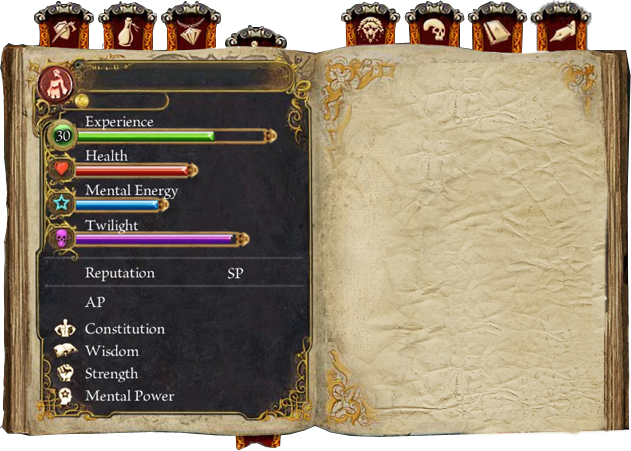 Experience
30
Health
Mental Energy
Twilight
Reputation SP
AP
Constitution
Wisdom
Strength
Mental Power